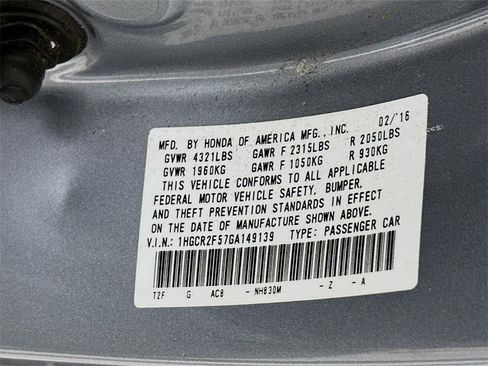 MFD. BY HONDA OF AMERICA MFG., INC. 02/'16
GVWR 4321LBS GAWR F 2315LBS R 2050LBS
GVWR 1960KG GAWR F 1050KG R 930KG
THIS VEHICLE CONFORMS TO ALL APPLICABLE
FEDERAL MOTOR VEHICLE SAFETY, BUMPER,
AND THEFT PREVENTION STANDARDS IN EFFECT
ON THE DATE OF MANUFACTURE SHOWN ABOVE.
V.I.N.: 1HGCR2F57GA149139 TYPE: PASSENGER CAR
T2F G AC8 - NH830M - Z - A